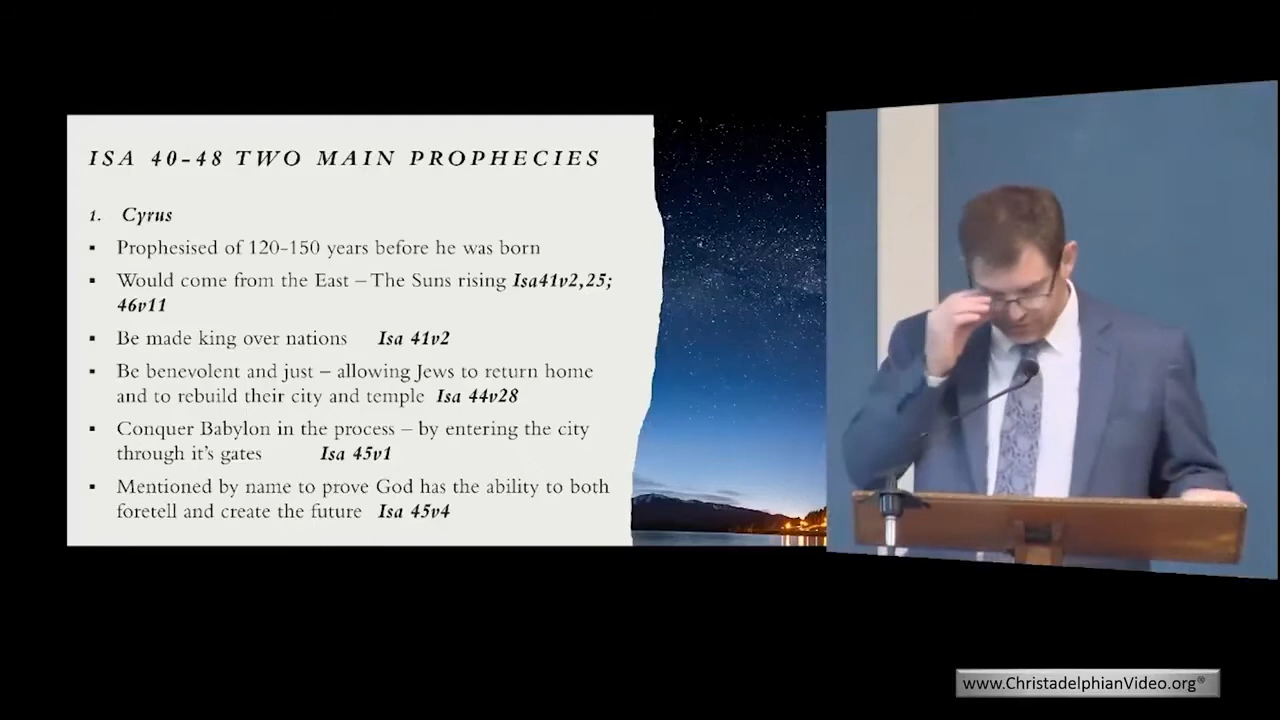 ISA 40-48 TWO MAIN PROPHECIES
1. Cyrus
▪ Prophesised of 120-150 years before he was born
▪ Would come from the East – The Suns rising Isa41v2,25;
46v11
▪ Be made king over nations Isa 41v2
▪ Be benevolent and just – allowing Jews to return home
and to rebuild their city and temple Isa 44v28
▪ Conquer Babylon in the process – by entering the city
through it's gates Isa 45v1
▪ Mentioned by name to prove God has the ability to both
foretell and create the future Isa 45v4
www.ChristadelphianVideo.org®